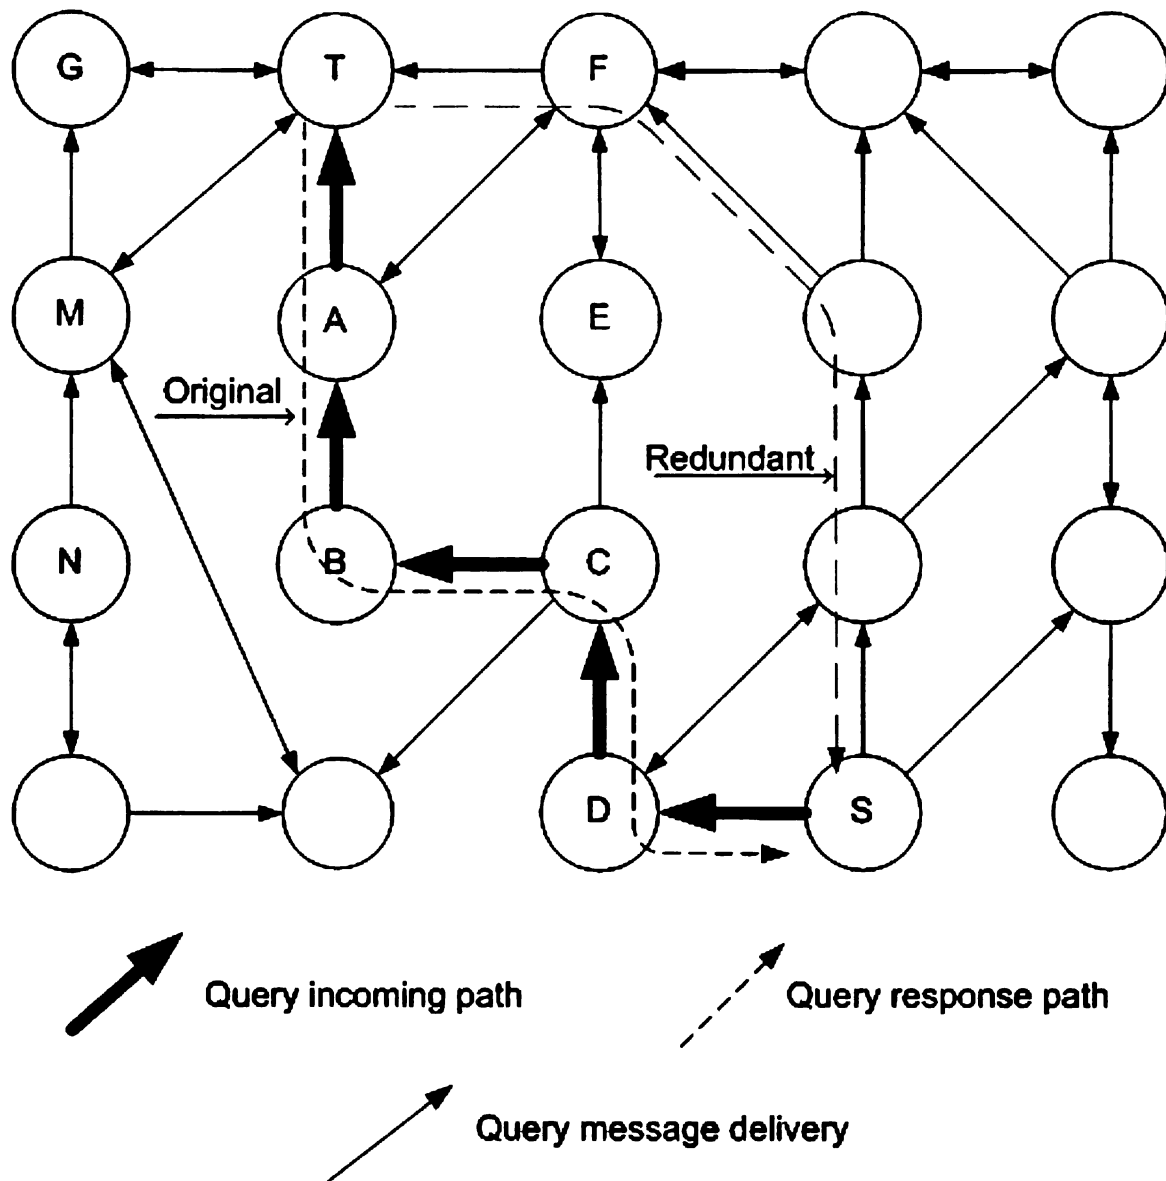 G
T
F
M
A
E
Original
Redundant
N
B
C
D
S
Query incoming path
Query response path
Query message delivery